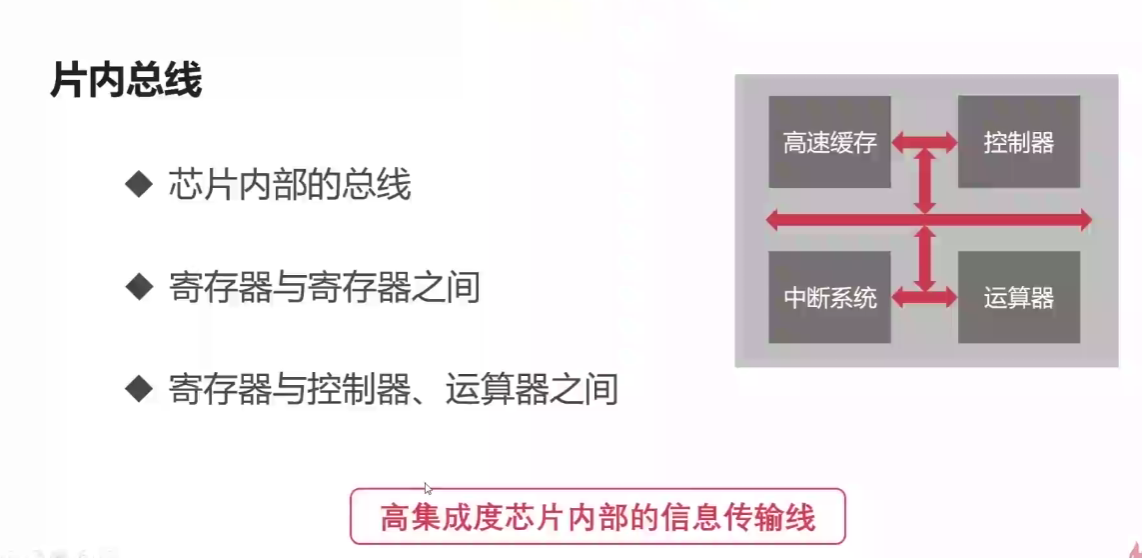 片内总线
◆ 芯片内部的总线
◆ 寄存器与寄存器之间
◆ 寄存器与控制器、运算器之间
高速缓存
控制器
中断系统
运算器
高集成度芯片内部的信息传输线